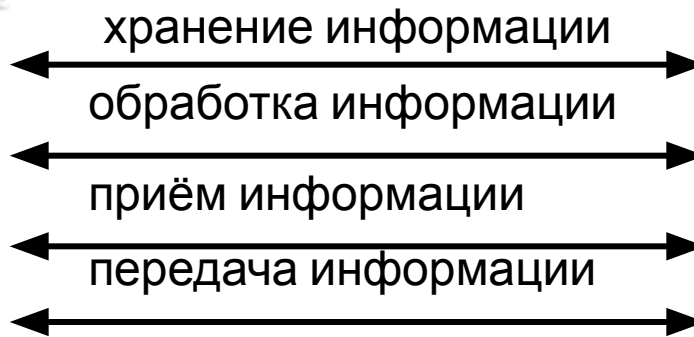 хранение информации
обработка информации
приём информации
передача информации